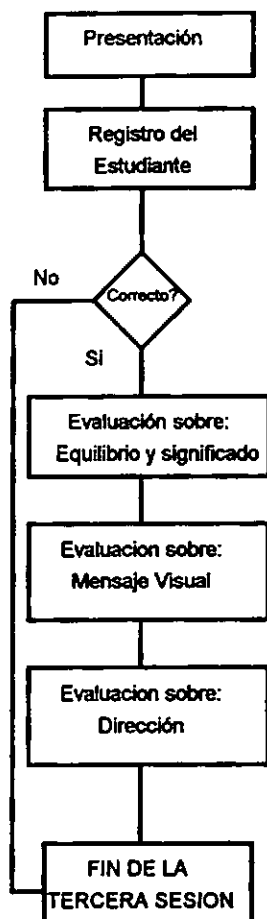 Presentación
Registro del
Estudiante
No
Correcto?
Si
Evaluación sobre:
Equilibrio y significado
Evaluacion sobre:
Mensaje Visual
Evaluacion sobre:
Dirección
FIN DE LA
TERCERA SESION